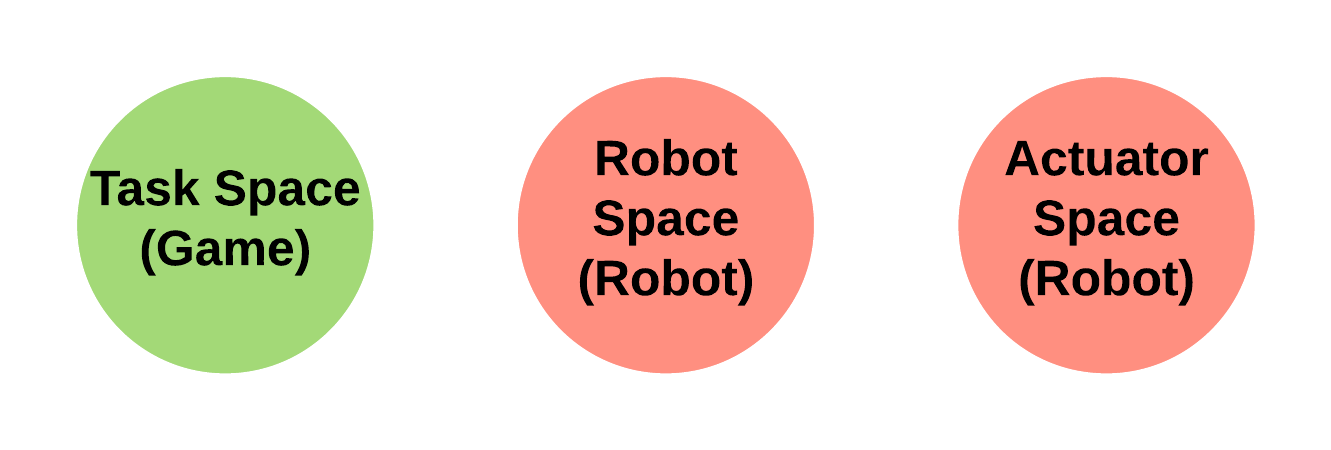 Task Space
(Game)
Robot
Space
(Robot)
Actuator
Space
(Robot)